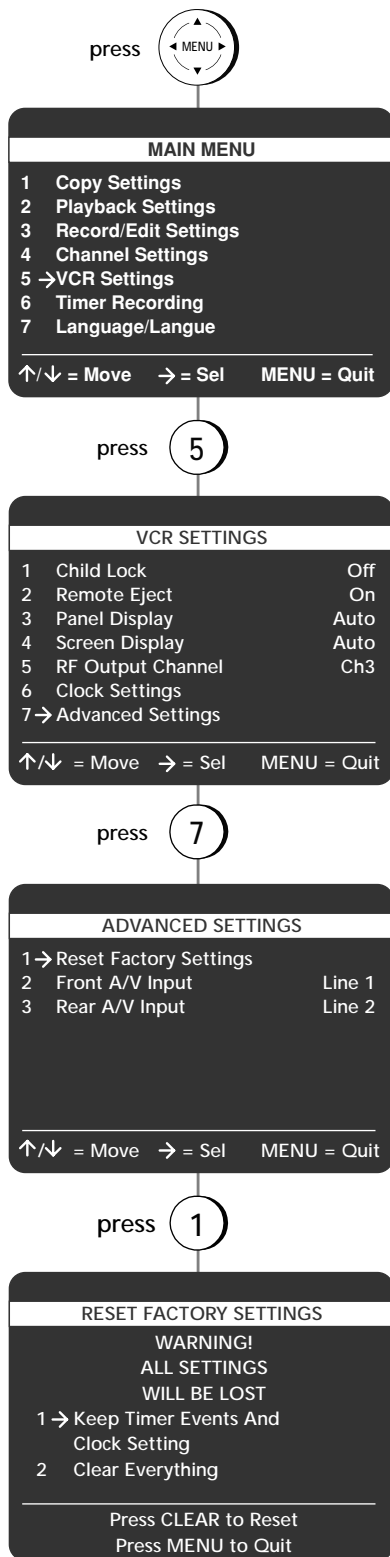 press ◄ MENU ►
MAIN MENU
1 Copy Settings
2 Playback Settings
3 Record/Edit Settings
4 Channel Settings
5 →VCR Settings
6 Timer Recording
7 Language/Langue
↑/↓ = Move → = Sel MENU = Quit
press 5
VCR SETTINGS
1 Child Lock Off
2 Remote Eject On
3 Panel Display Auto
4 Screen Display Auto
5 RF Output Channel Ch3
6 Clock Settings
7→ Advanced Settings
↑/↓ = Move → = Sel MENU = Quit
press 7
ADVANCED SETTINGS
1→ Reset Factory Settings
2 Front A/V Input Line 1
3 Rear A/V Input Line 2
↑/↓ = Move → = Sel MENU = Quit
press 1
RESET FACTORY SETTINGS
WARNING!
ALL SETTINGS
WILL BE LOST
1 → Keep Timer Events And
Clock Setting
2 Clear Everything
Press CLEAR to Reset
Press MENU to Quit